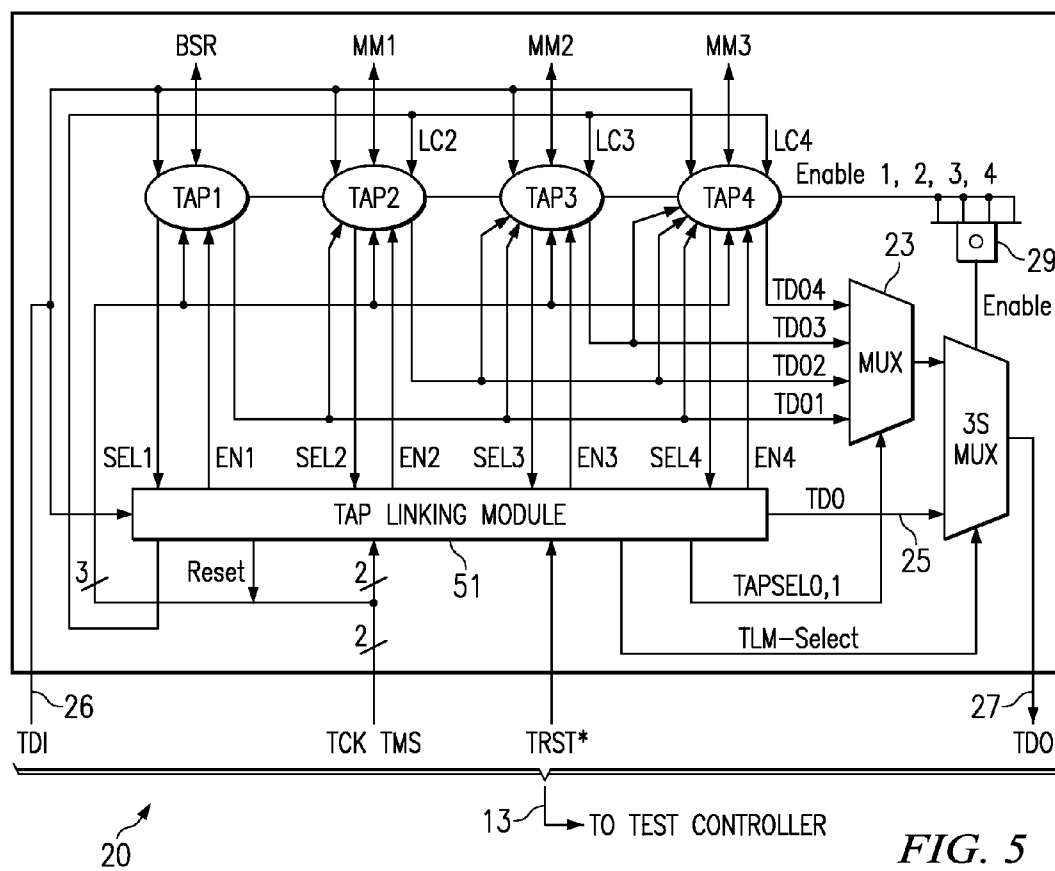 BSR MM1 MM2 MM3
LC2 LC3 LC4
TAP1 TAP2 TAP3 TAP4
Enable 1, 2, 3, 4
29
23
Enable
TDO4
TDO3
TDO2
TDO1
MUX
3S
MUX
SEL1 EN1 SEL2 EN2 SEL3 EN3 SEL4 EN4
TAP LINKING MODULE
TDO
25
3
Reset
2
51
TAPSEL0,1
2
TLM-Select
26
27
TDI
TCK TMS
TRST*
TDO
13
TO TEST CONTROLLER
20
FIG. 5